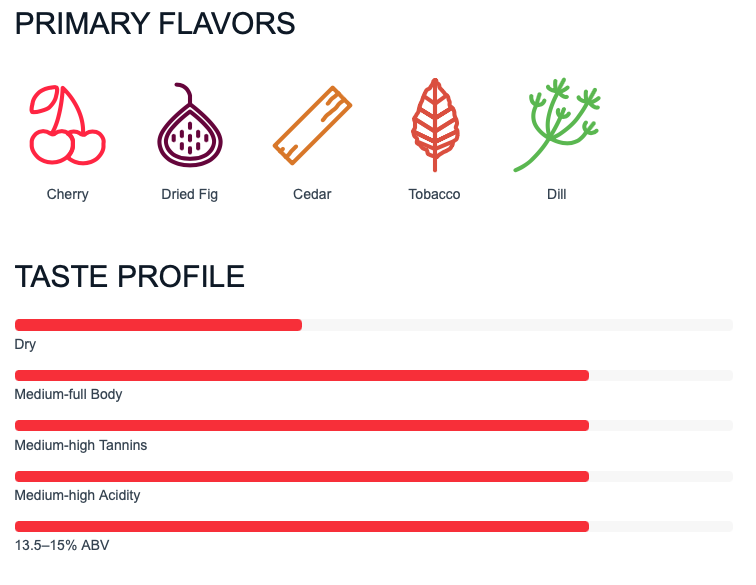 PRIMARY FLAVORS
Cherry
Dried Fig
Cedar
Tobacco
Dill
TASTE PROFILE
Dry
Medium-full Body
Medium-high Tannins
Medium-high Acidity
13.5–15% ABV